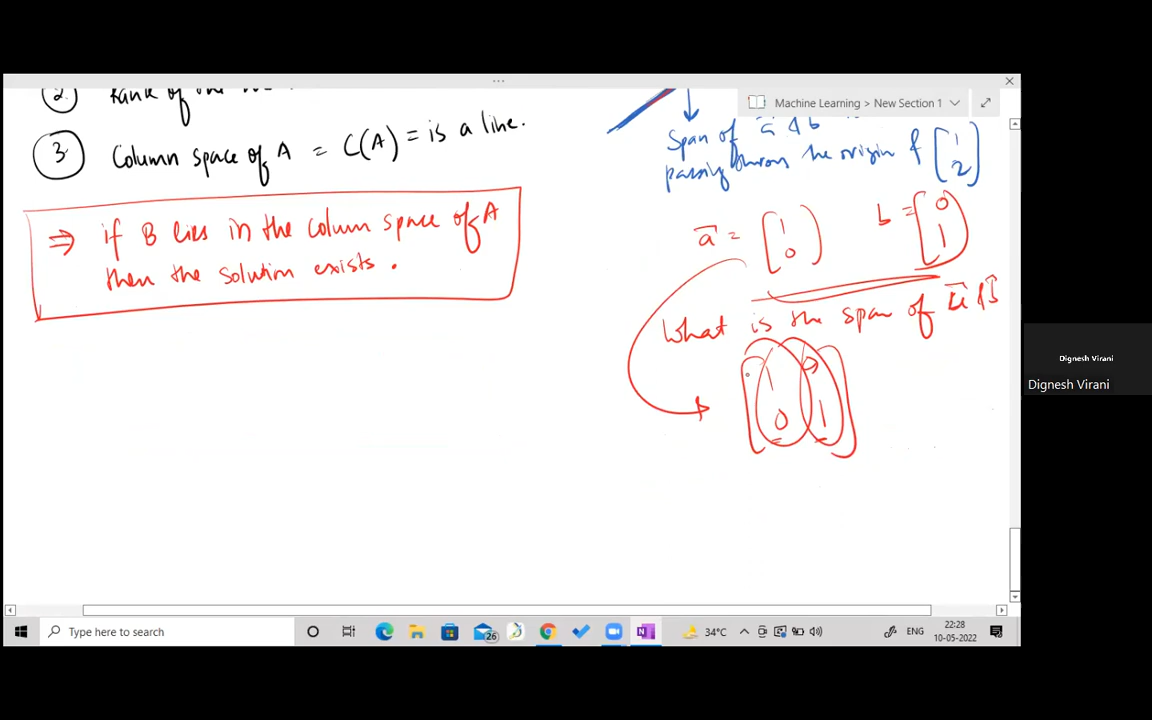 Machine Learning > New Section 1
2.
Rank of the
3 Column space of A = C(A) = is a line.
⇒ if B lies in the column space of A
then the solution exists.
Span of a & b
passing the origin &
[1 2]
a = [1 0] b = [0 1]
What is the span of
[1 0 0 1]
Dignesh Virani
Dignesh Virani
Type here to search
26
34°C
ENG
22:28
10-05-2022